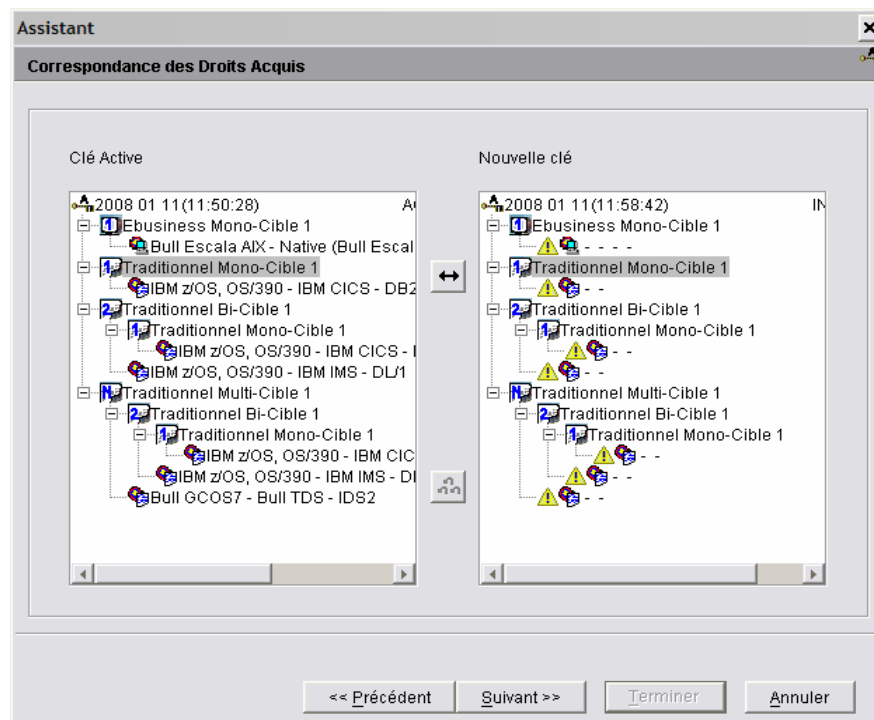 Assistant
Correspondance des Droits Acquis
Clé Active
Nouvelle clé
2008 01 11(11:50:28)
Ebusiness Mono-Cible 1
Bull Escala AIX - Native (Bull Escal
Traditionnel Mono-Cible 1
IBM z/OS, OS/390 - IBM CICS - DB2
Traditionnel Bi-Cible 1
Traditionnel Mono-Cible 1
IBM z/OS, OS/390 - IBM CICS -
IBM z/OS, OS/390 - IBM IMS - DL/1
Traditionnel Multi-Cible 1
Traditionnel Bi-Cible 1
Traditionnel Mono-Cible 1
IBM z/OS, OS/390 - IBM CIC
IBM z/OS, OS/390 - IBM IMS - DI
Bull GCOS7 - Bull TDS - IDS2
2008 01 11(11:58:42) IN
Ebusiness Mono-Cible 1
- - - -
Traditionnel Mono-Cible 1
- -
Traditionnel Bi-Cible 1
Traditionnel Mono-Cible 1
- -
- -
Traditionnel Multi-Cible 1
Traditionnel Bi-Cible 1
Traditionnel Mono-Cible 1
- -
- -
- -
<< Précédent
Suivant >>
Terminer
Annuler